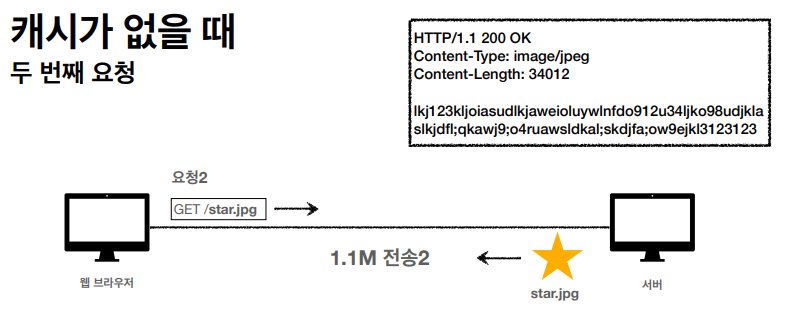 캐시가 없을 때
두 번째 요청
HTTP/1.1 200 OK
Content-Type: image/jpeg
Content-Length: 34012
lkj123kljoiasudlkjaweioluywlnfdo912u34ljko98udjkla
slkjdfl;qkawj9;o4ruawsldkal;skdjfa;ow9ejkl3123123
요청2
GET /star.jpg
1.1M 전송2
star.jpg
웹 브라우저
서버